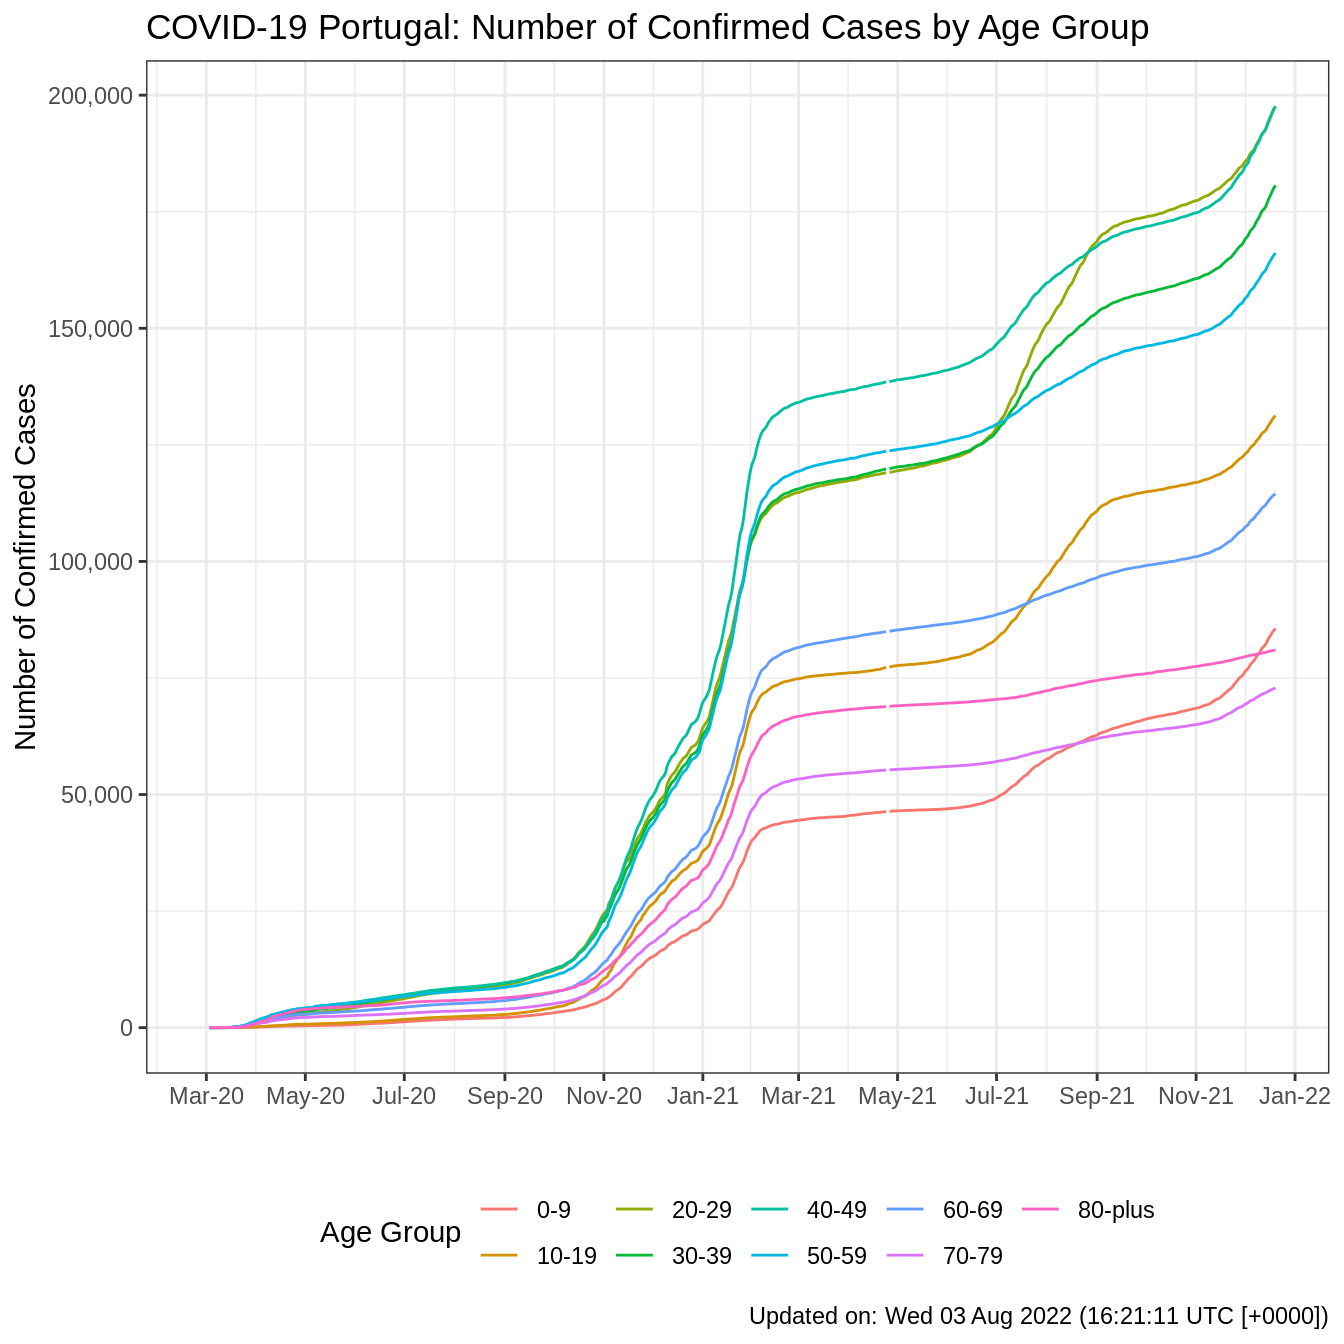 COVID-19 Portugal: Number of Confirmed Cases by Age Group
Number of Confirmed Cases
200,000
150,000
100,000
50,000
0
Mar-20 May-20 Jul-20 Sep-20 Nov-20 Jan-21 Mar-21 May-21 Jul-21 Sep-21 Nov-21 Jan-22
Age Group
0-9 20-29 40-49 60-69 80-plus
10-19 30-39 50-59 70-79
Updated on: Wed 03 Aug 2022 (16:21:11 UTC [+0000])